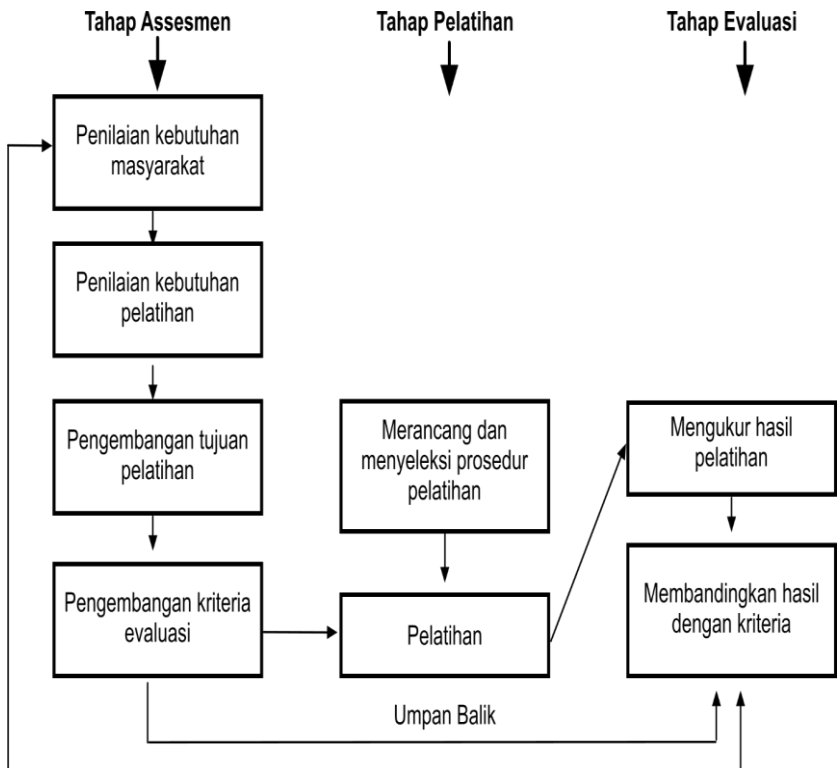 Tahap Assesmen
Tahap Pelatihan
Tahap Evaluasi
Penilaian kebutuhan
masyarakat
Penilaian kebutuhan
pelatihan
Pengembangan tujuan
pelatihan
Pengembangan kriteria
evaluasi
Merancang dan
menyeleksi prosedur
pelatihan
Pelatihan
Mengukur hasil
pelatihan
Membandingkan hasil
dengan kriteria
Umpan Balik